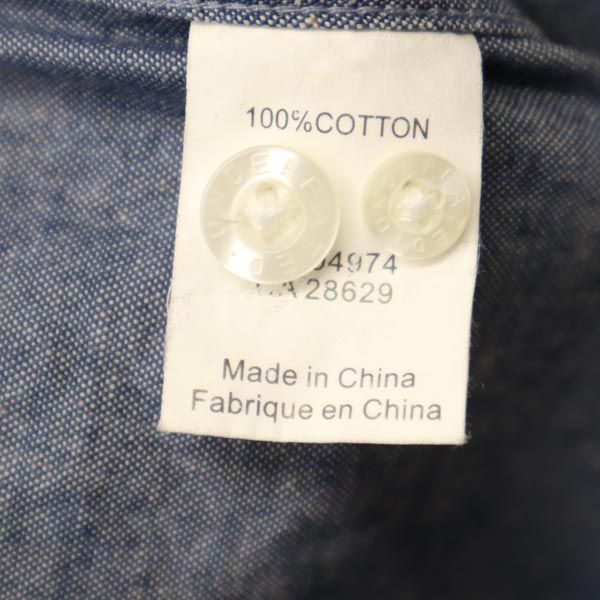 100%COTTON
04974
28629
Made in China
Fabrique en China